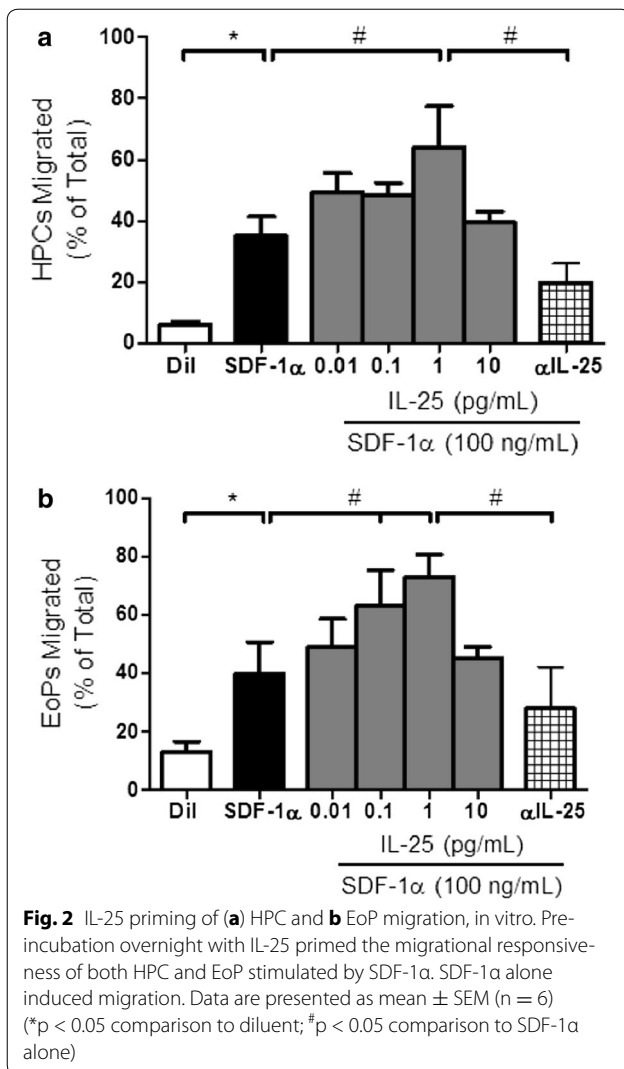 a
100
80
60
40
20
0
HPCs Migrated
(% of Total)
* # #
Dil SDF-1α 0.01 0.1 1 10 αIL-25
IL-25 (pg/mL)
SDF-1α (100 ng/mL)
b
100
80
60
40
20
0
EoPs Migrated
(% of Total)
* # #
Dil SDF-1α 0.01 0.1 1 10 αIL-25
IL-25 (pg/mL)
SDF-1α (100 ng/mL)
Fig. 2 IL-25 priming of (a) HPC and b EoP migration, in vitro. Pre-
incubation overnight with IL-25 primed the migrational responsive-
ness of both HPC and EoP stimulated by SDF-1α. SDF-1α alone
induced migration. Data are presented as mean ± SEM (n = 6)
(*p < 0.05 comparison to diluent; #p < 0.05 comparison to SDF-1α
alone)